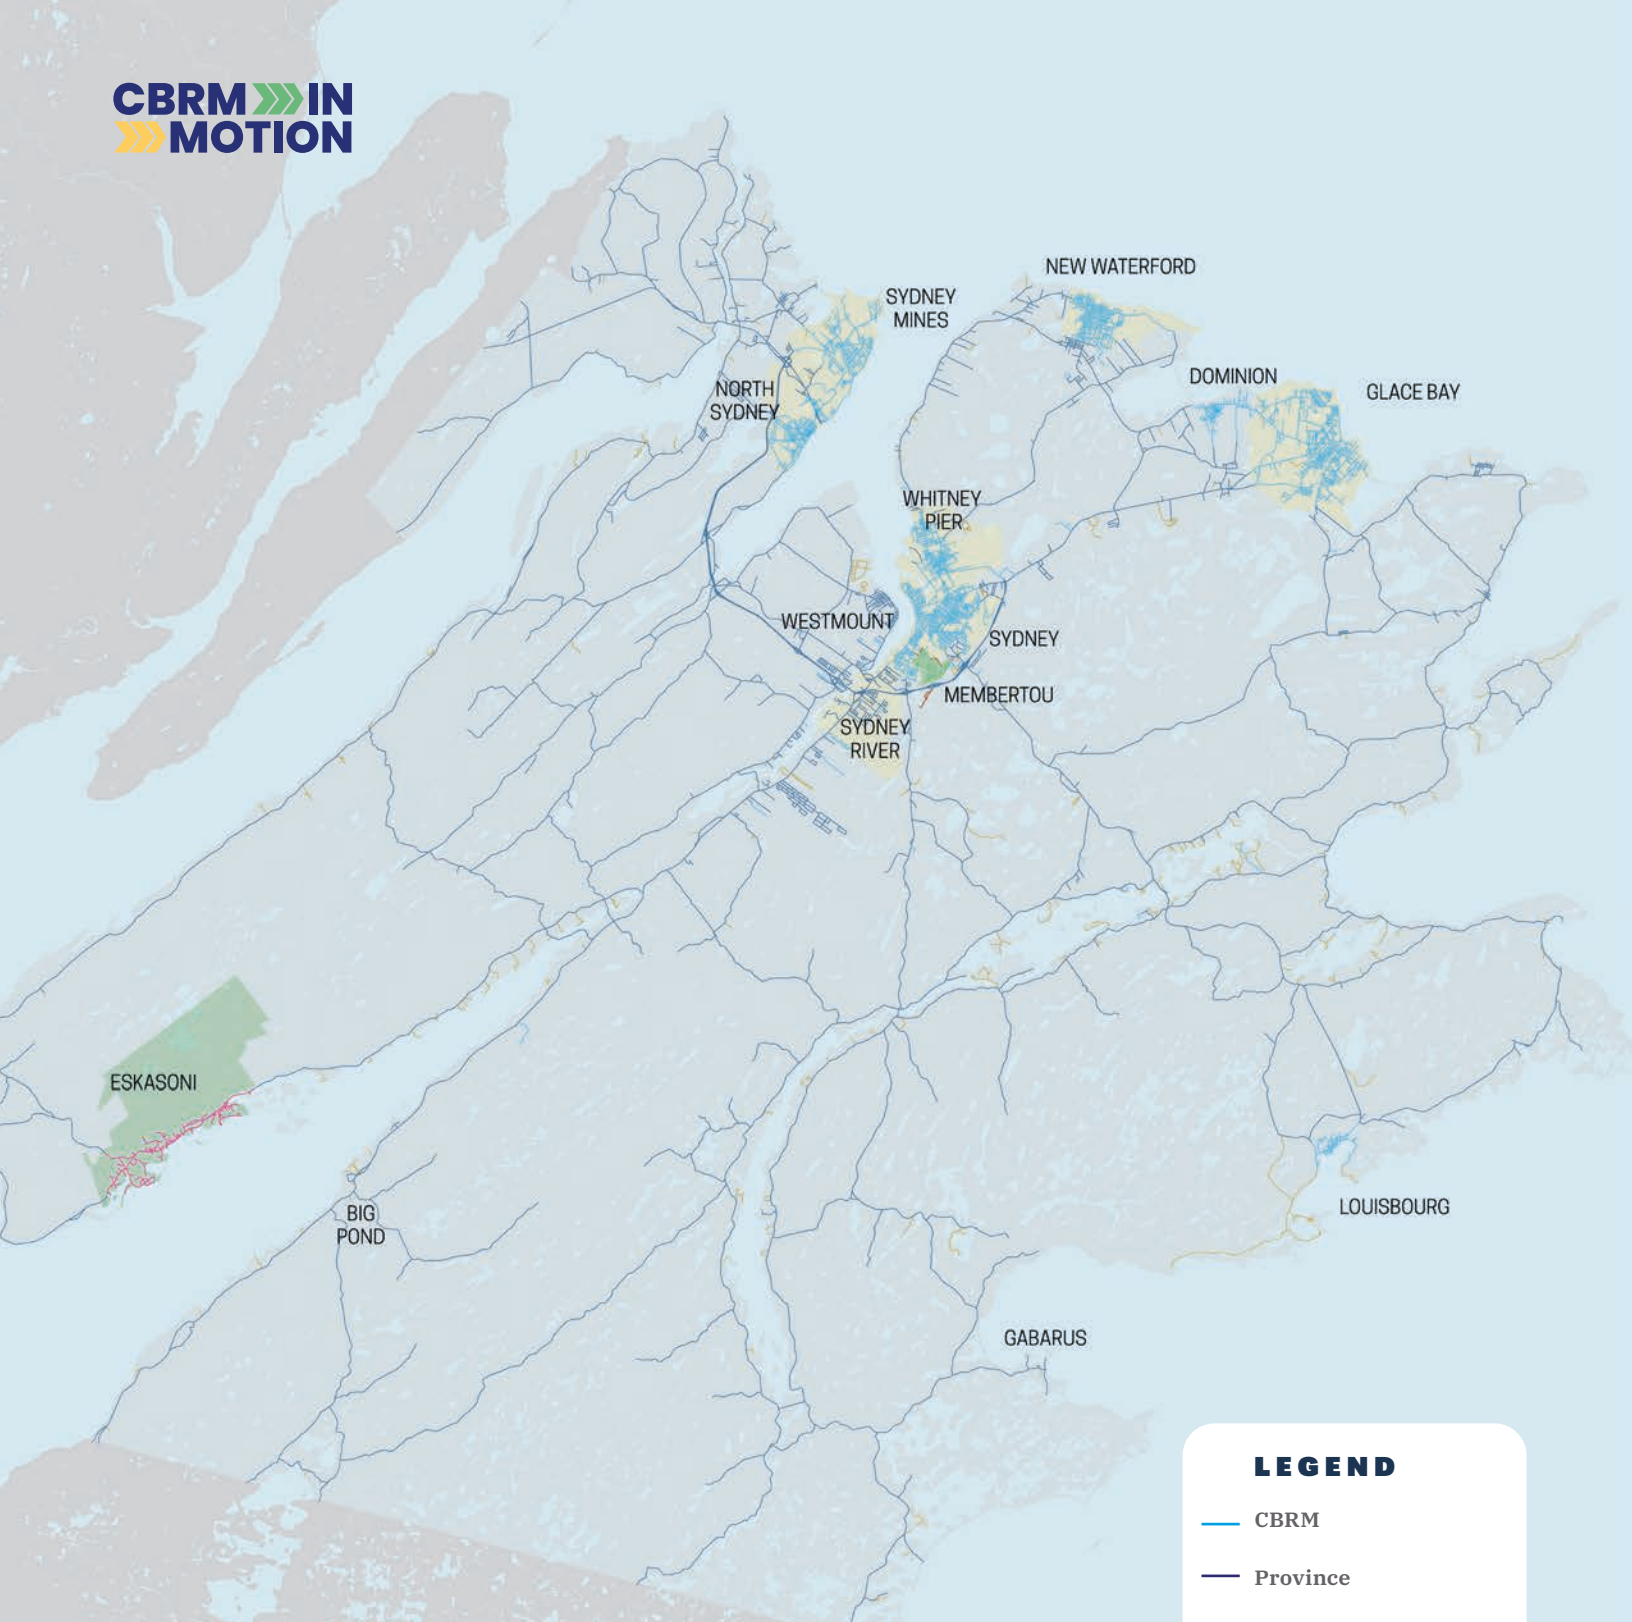 CBRM IN
MOTION
NEW WATERFORD
SYDNEY
MINES
DOMINION
GLACE BAY
NORTH
SYDNEY
WHITNEY
PIER
WESTMOUNT
SYDNEY
MEMBERTOU
SYDNEY
RIVER
ESKASONI
BIG
POND
LOUISBOURG
GABARUS
LEGEND
CBRM
Province